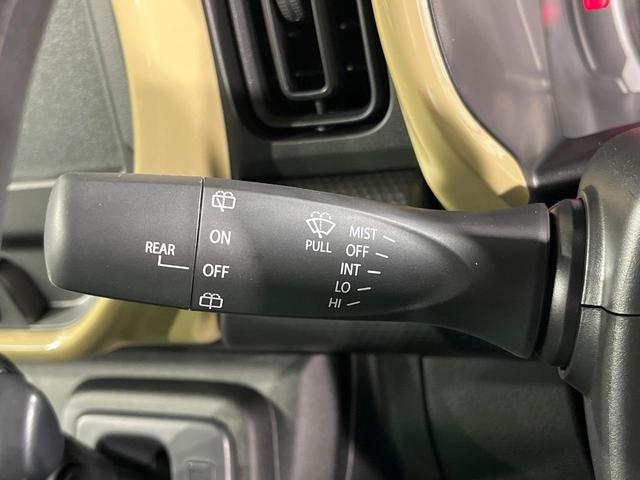 REAR
ON
OFF
PULL
MIST
OFF
INT
LO
HI